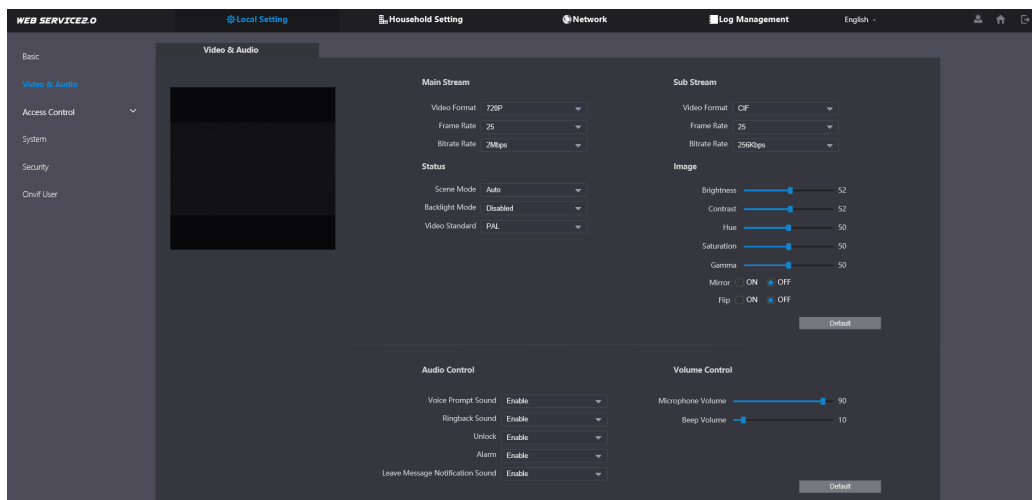 WEB SERVICE2.0
Local Setting
Household Setting
Network
Log Management
English
Basic
Video & Audio
Access Control
System
Security
Onvif User
Video & Audio
Main Stream
Video Format 720P
Frame Rate 25
Bitrate Rate 2Mbps
Status
Scene Mode Auto
Backlight Mode Disabled
Video Standard PAL
Sub Stream
Video Format CIF
Frame Rate 25
Bitrate Rate 256Kbps
Image
Brightness 52
Contrast 52
Hue 50
Saturation 50
Gamma 50
Mirror ON OFF
Flip ON OFF
Default
Audio Control
Voice Prompt Sound Enable
Ringback Sound Enable
Unlock Enable
Alarm Enable
Leave Message Notification Sound Enable
Volume Control
Microphone Volume 90
Beep Volume 10
Default